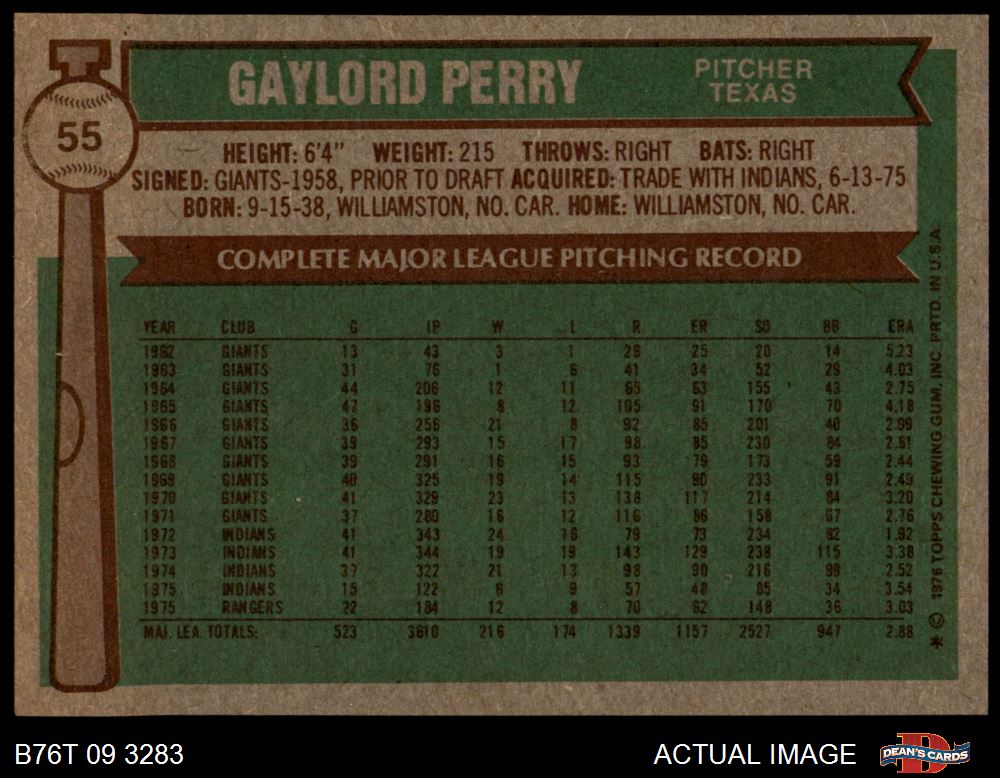 55
GAYLORD PERRY
PITCHER
TEXAS
HEIGHT: 6'4" WEIGHT: 215 THROWS: RIGHT BATS: RIGHT
SIGNED: GIANTS-1958, PRIOR TO DRAFT ACQUIRED: TRADE WITH INDIANS, 6-13-75
BORN: 9-15-38, WILLIAMSTON, NO. CAR. HOME: WILLIAMSTON, NO. CAR.
COMPLETE MAJOR LEAGUE PITCHING RECORD
YEAR CLUB G IP W L R ER SO BB ERA
1962 GIANTS 13 43 3 1 29 25 20 14 5.23
1963 GIANTS 31 76 1 6 41 34 52 29 4.03
1964 GIANTS 44 206 12 11 65 63 155 43 2.75
1965 GIANTS 47 196 8 12 105 91 170 70 4.18
1966 GIANTS 36 256 21 8 92 85 201 40 2.99
1967 GIANTS 39 293 15 17 98 85 230 84 2.61
1968 GIANTS 39 291 16 15 93 79 173 59 2.44
1969 GIANTS 40 325 19 14 115 90 233 91 2.49
1970 GIANTS 41 329 23 13 138 117 214 84 3.20
1971 GIANTS 37 280 16 12 116 86 158 67 2.76
1972 INDIANS 41 343 24 16 79 73 234 82 1.92
1973 INDIANS 41 344 19 19 143 129 238 115 3.38
1974 INDIANS 37 322 21 13 98 90 216 99 2.52
1975 INDIANS 15 122 6 9 57 48 85 34 3.54
1975 RANGERS 22 184 12 8 70 62 148 36 3.03
MAJ. LEA. TOTALS: 523 3610 216 174 1339 1157 2527 947 2.88
* © 1976 TOPPS CHEWING GUM, INC. PRTD. IN U.S.A.
B76T 09 3283
ACTUAL IMAGE
D
DEAN'S CARDS